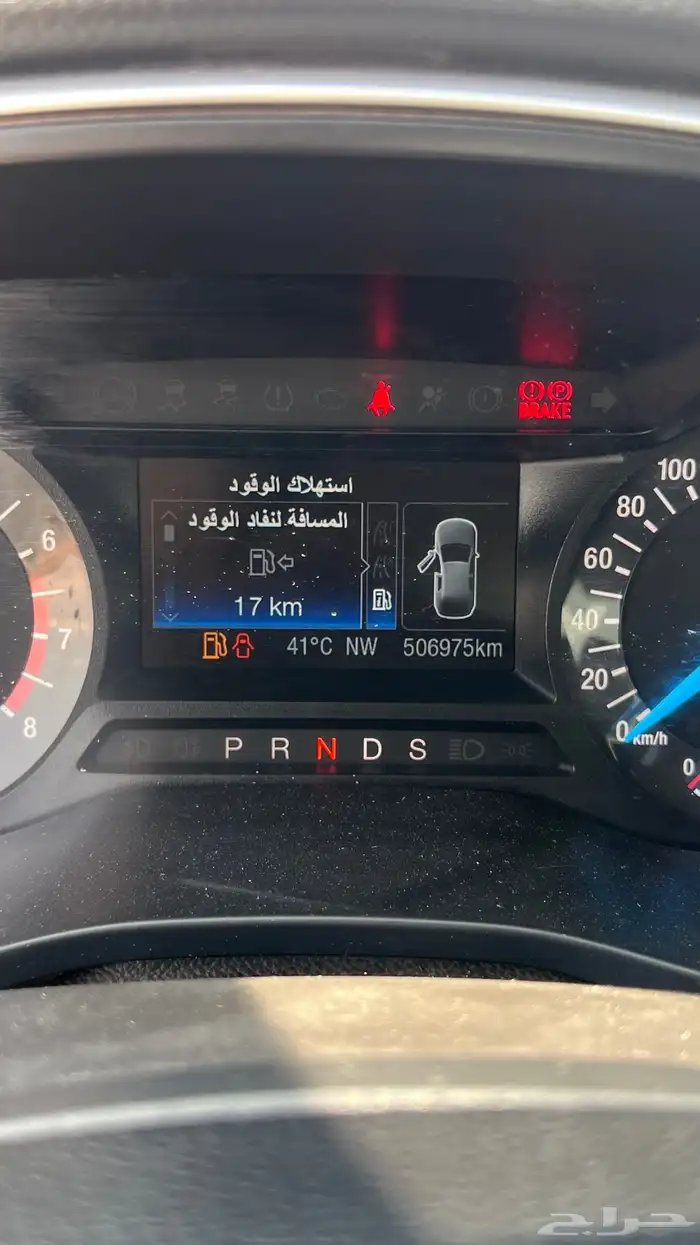 BRAKE
استهلاك الوقود
المسافة لنفاد الوقود
17 km
41°C NW 506975km
P R N D S
6
7
8
100
80
60
40
20
0
km/h
0
حراج